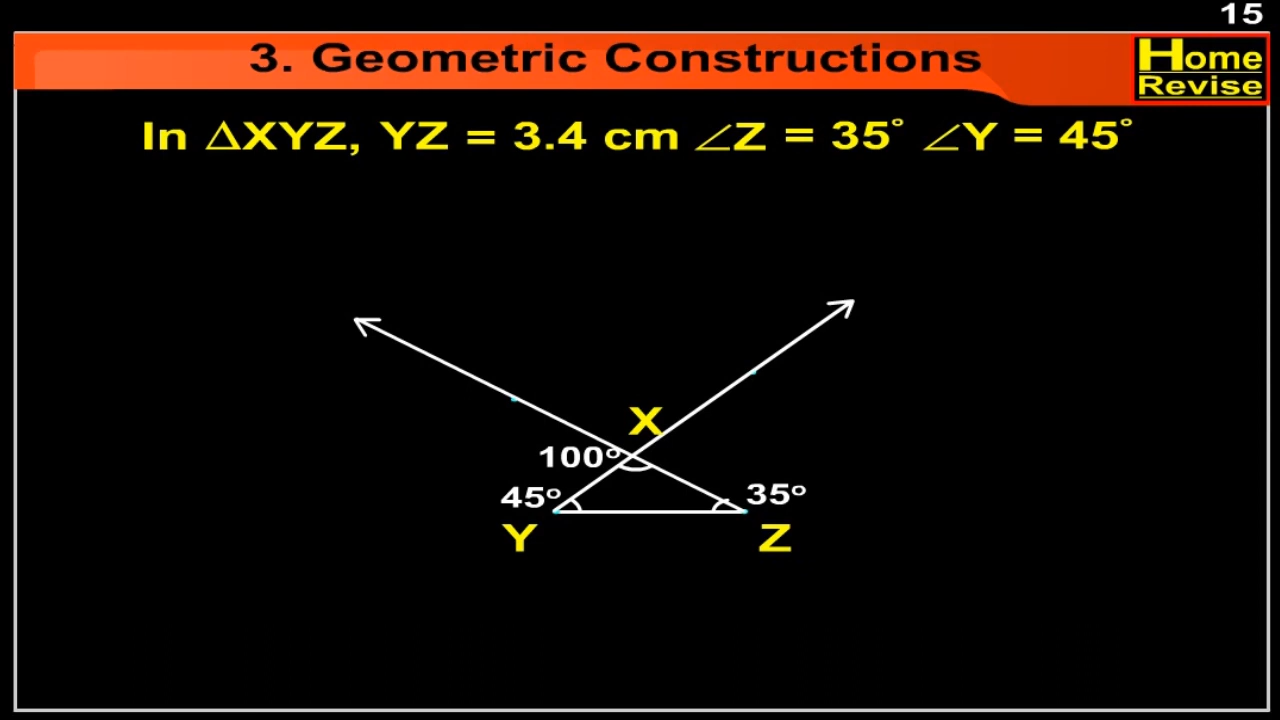 15
3. Geometric Constructions
Home
Revise
In △XYZ, YZ = 3.4 cm ∠Z = 35° ∠Y = 45°
X
100°
45°
35°
Y
Z